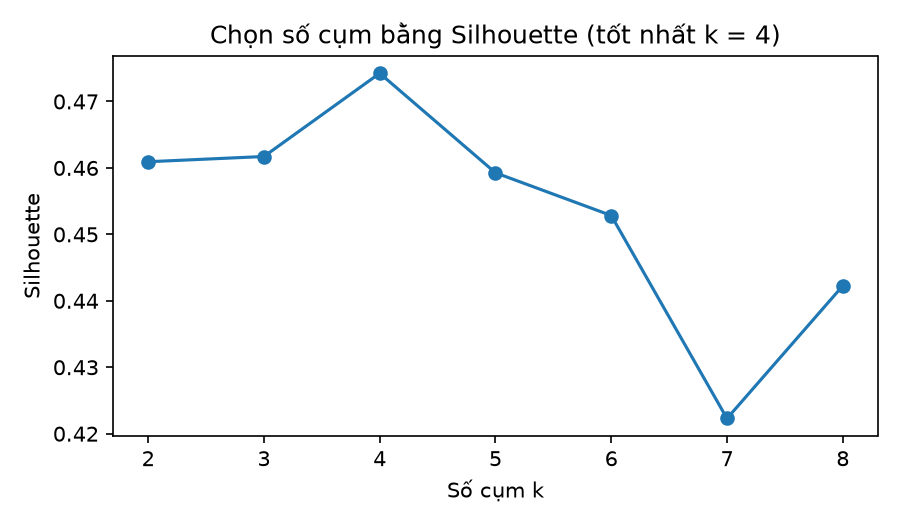 Chọn số cụm bằng Silhouette (tốt nhất k = 4)
Silhouette
0.47
0.46
0.45
0.44
0.43
0.42
2 3 4 5 6 7 8
Số cụm k